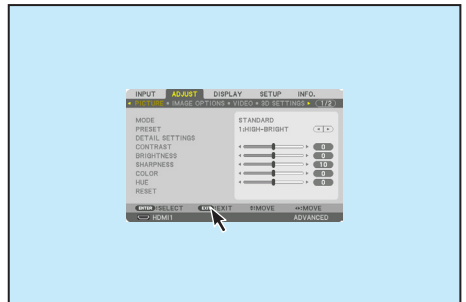 INPUT ADJUST DISPLAY SETUP INFO.
PICTURE • IMAGE OPTIONS • VIDEO • 3D SETTINGS • 1/2
MODE STANDARD
PRESET 1:HIGH-BRIGHT
DETAIL SETTINGS
CONTRAST 0
BRIGHTNESS 0
SHARPNESS 10
COLOR 0
HUE 0
RESET
ENTER :SELECT EXIT :EXIT :MOVE :MOVE
HDMI1 ADVANCED